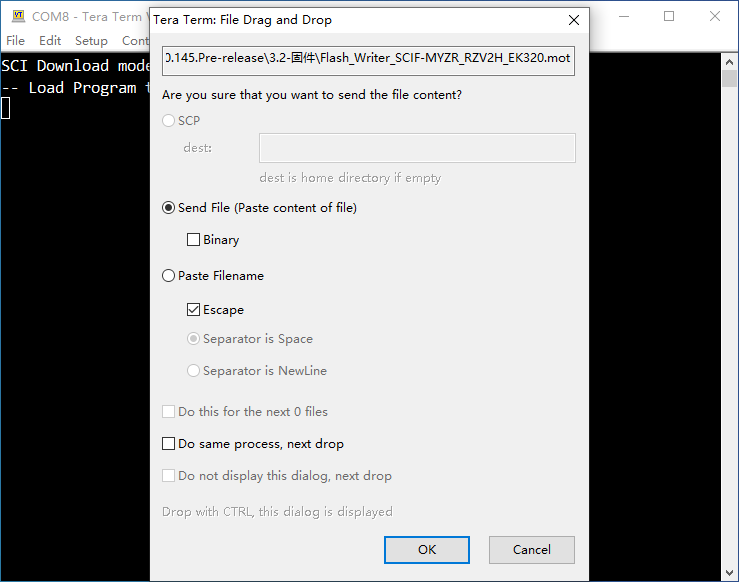 COM8 - Tera Term
File Edit Setup Cont
SCI Download mode
-- Load Program t
Tera Term: File Drag and Drop
0.145.Pre-release\3.2-固件\Flash_Writer_SCIF-MYZR_RZV2H_EK320.mot
Are you sure that you want to send the file content?
SCP
dest:
dest is home directory if empty
Send File (Paste content of file)
Binary
Paste Filename
Escape
Separator is Space
Separator is NewLine
Do this for the next 0 files
Do same process, next drop
Do not display this dialog, next drop
Drop with CTRL, this dialog is displayed
OK Cancel